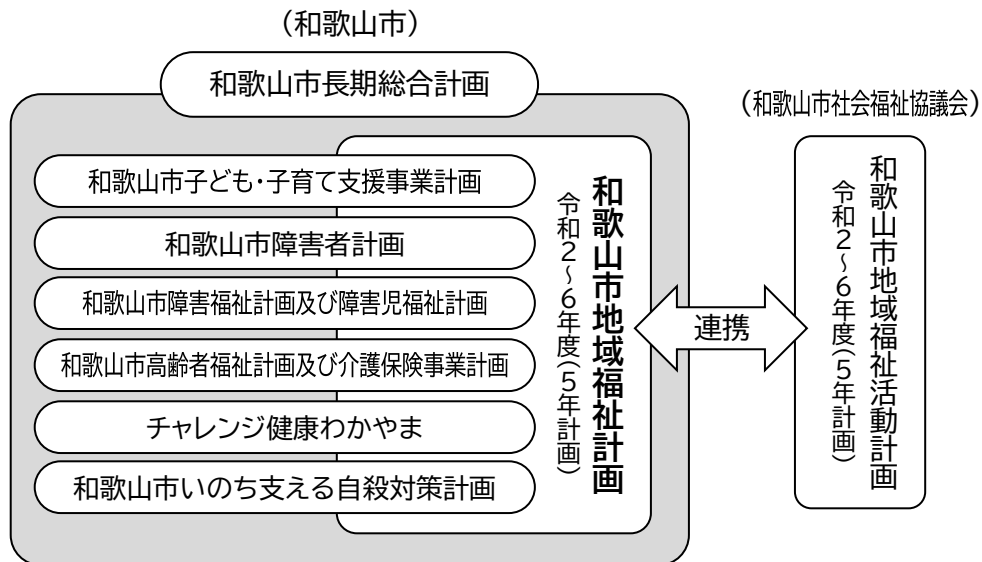 （和歌山市）
和歌山市長期総合計画
和歌山市子ども・子育て支援事業計画
和歌山市障害者計画
和歌山市障害福祉計画及び障害児福祉計画
和歌山市高齢者福祉計画及び介護保険事業計画
チャレンジ健康わかやま
和歌山市いのち支える自殺対策計画
和歌山市地域福祉計画
令和２～６年度（５年計画）
連携
（和歌山市社会福祉協議会）
和歌山市地域福祉活動計画
令和２～６年度（５年計画）